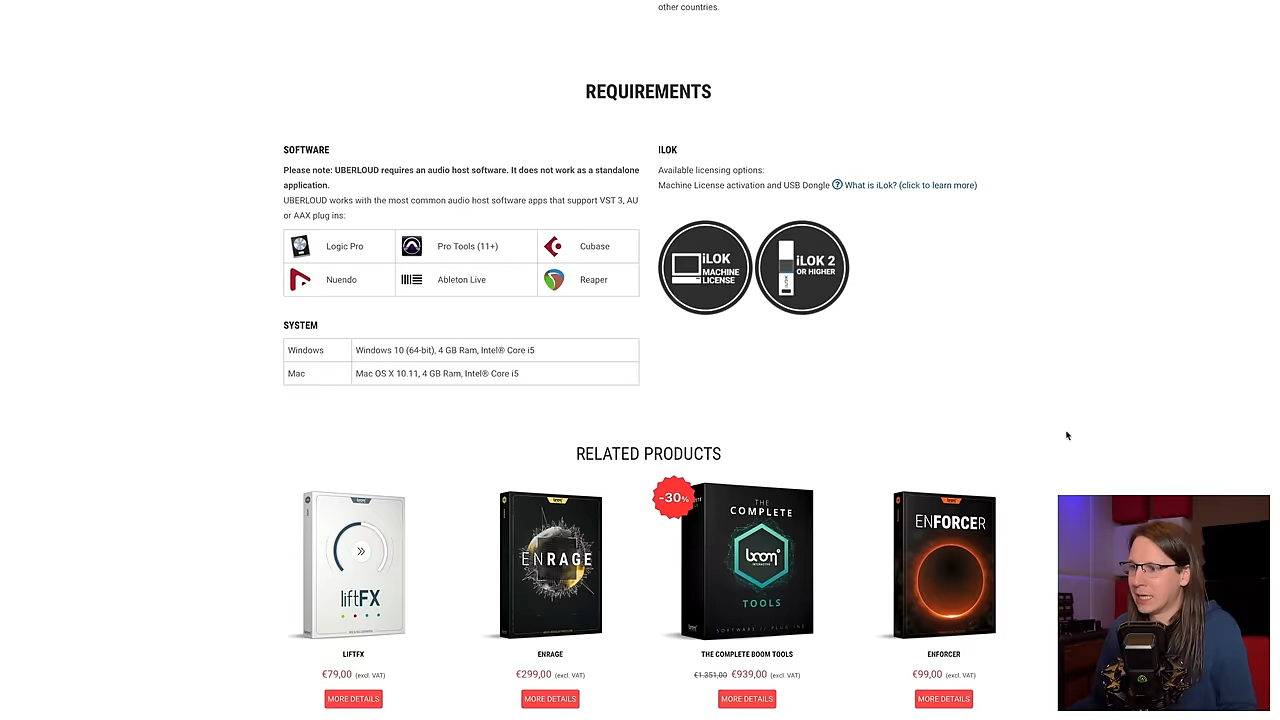 other countries.
REQUIREMENTS
SOFTWARE
Please note: UBERLOUD requires an audio host software. It does not work as a standalone
application.
UBERLOUD works with the most common audio host software apps that support VST 3, AU
or AAX plug ins:
Logic Pro
Pro Tools (11+)
Cubase
Nuendo
Ableton Live
Reaper
SYSTEM
Windows
Windows 10 (64-bit), 4 GB Ram, Intel® Core i5
Mac
Mac OS X 10.11, 4 GB Ram, Intel® Core i5
ILOK
Available licensing options:
Machine License activation and USB Dongle ? What is iLok? (click to learn more)
iLOK
MACHINE
LICENSE
iLOK 2
OR HIGHER
RELATED PRODUCTS
liftFX
ENRAGE
-30%
THE
COMPLETE
boom
INTERACTIVE
TOOLS
SOFTWARE // PLUG INS
ENFORCER
LIFTFX
€79,00 (excl. VAT)
MORE DETAILS
ENRAGE
€299,00 (excl. VAT)
MORE DETAILS
THE COMPLETE BOOM TOOLS
€1.351,00 €939,00 (excl. VAT)
MORE DETAILS
ENFORCER
€99,00 (excl. VAT)
MORE DETAILS